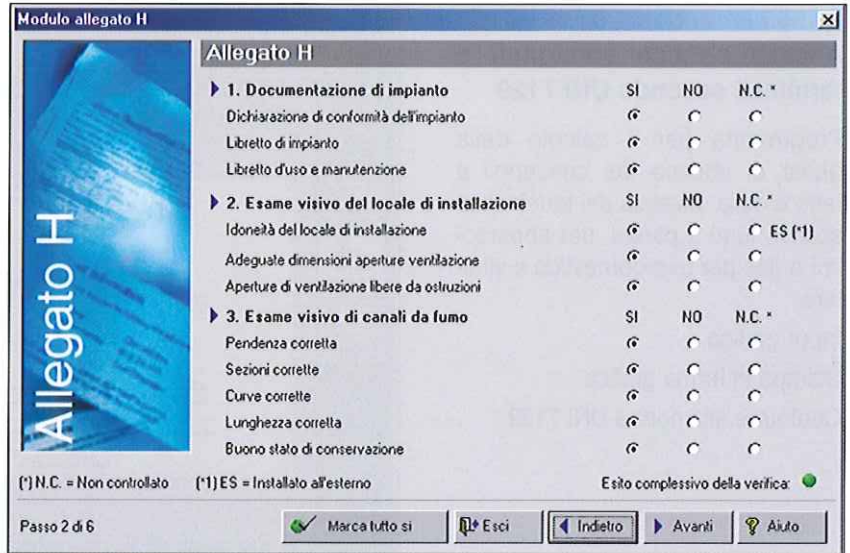 Modulo allegato H
Allegato H
Allegato H
1. Documentazione di impianto SI NO N.C. *
Dichiarazione di conformità dell'impianto
Libretto di impianto
Libretto d'uso e manutenzione
2. Esame visivo del locale di installazione SI NO N.C. *
Idoneità del locale di installazione ES (*1)
Adeguate dimensioni aperture ventilazione
Aperture di ventilazione libere da ostruzioni
3. Esame visivo di canali da fumo SI NO N.C. *
Pendenza corretta
Sezioni corrette
Curve corrette
Lunghezza corretta
Buono stato di conservazione
(*) N.C. = Non controllato (*1) ES = Installato all'esterno Esito complessivo della verifica:
Passo 2 di 6 Marca tutto si Esci Indietro Avanti Aiuto